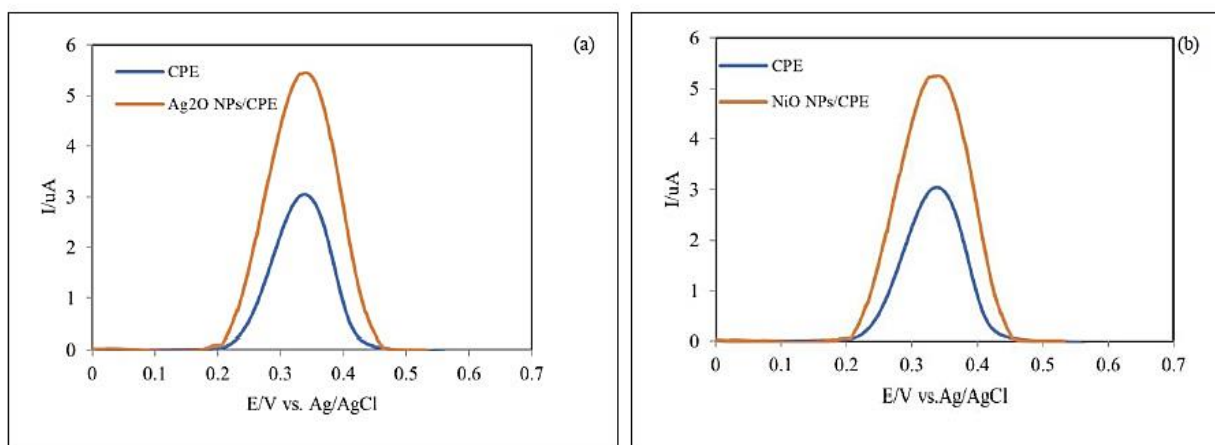 (a)
CPE
Ag2O NPs/CPE
I/uA
6
5
4
3
2
1
0
0 0.1 0.2 0.3 0.4 0.5 0.6 0.7
E/V vs. Ag/AgCl
(b)
CPE
NiO NPs/CPE
I/uA
6
5
4
3
2
1
0
0 0.1 0.2 0.3 0.4 0.5 0.6 0.7
E/V vs.Ag/AgCl